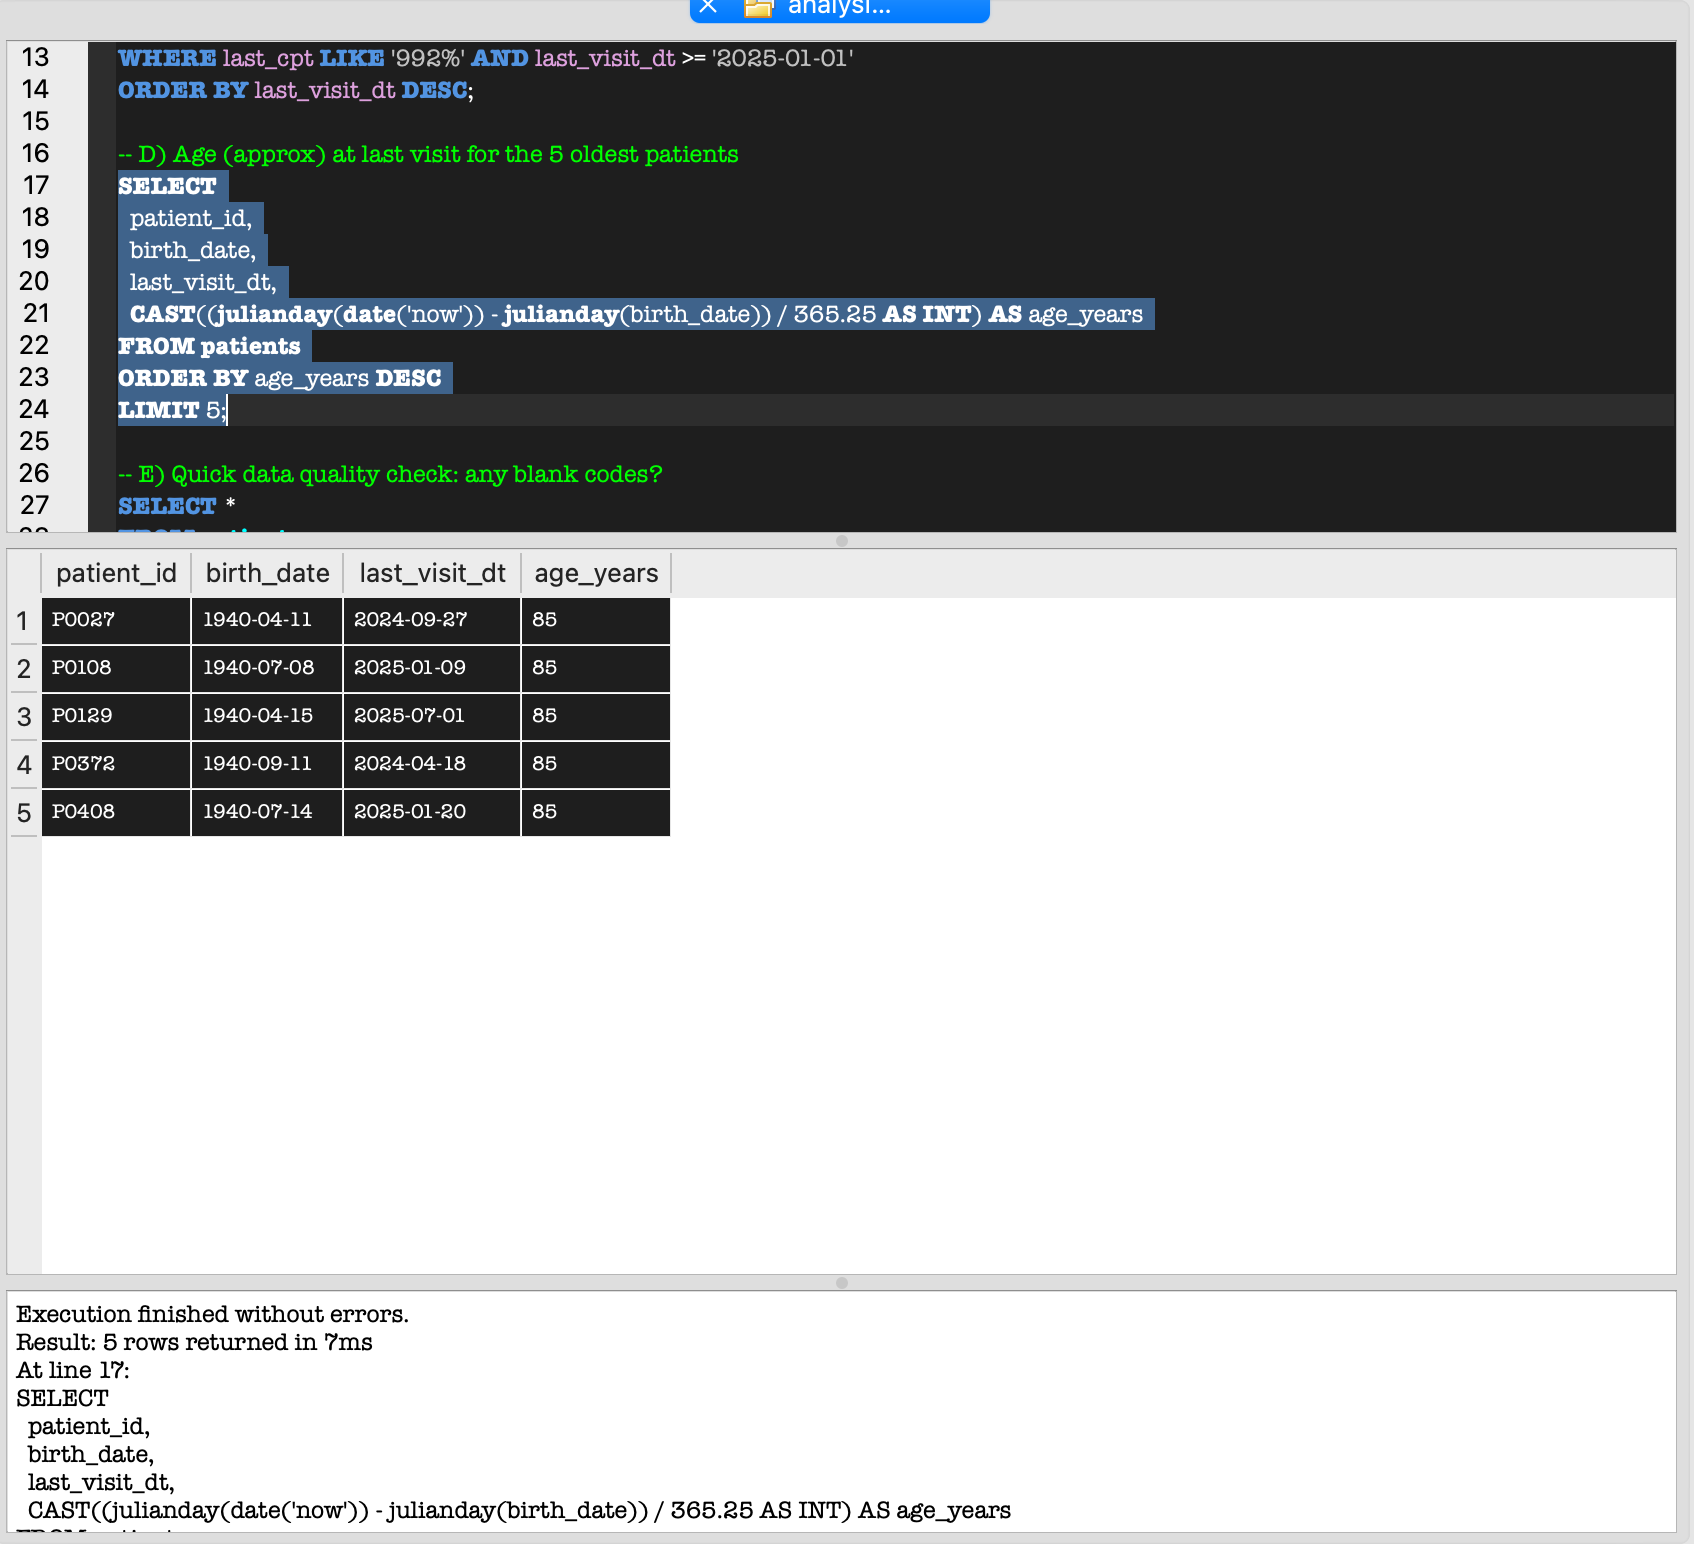 analysi...
13 WHERE last_cpt LIKE '992%' AND last_visit_dt >= '2025-01-01'
14 ORDER BY last_visit_dt DESC;
15
16 -- D) Age (approx) at last visit for the 5 oldest patients
17 SELECT
18 patient_id,
19 birth_date,
20 last_visit_dt,
21 CAST((julianday(date('now')) - julianday(birth_date)) / 365.25 AS INT) AS age_years
22 FROM patients
23 ORDER BY age_years DESC
24 LIMIT 5;
25
26 -- E) Quick data quality check: any blank codes?
27 SELECT *
patient_id birth_date last_visit_dt age_years
1 P0027 1940-04-11 2024-09-27 85
2 P0108 1940-07-08 2025-01-09 85
3 P0129 1940-04-15 2025-07-01 85
4 P0372 1940-09-11 2024-04-18 85
5 P0408 1940-07-14 2025-01-20 85
Execution finished without errors.
Result: 5 rows returned in 7ms
At line 17:
SELECT
patient_id,
birth_date,
last_visit_dt,
CAST((julianday(date('now')) - julianday(birth_date)) / 365.25 AS INT) AS age_years